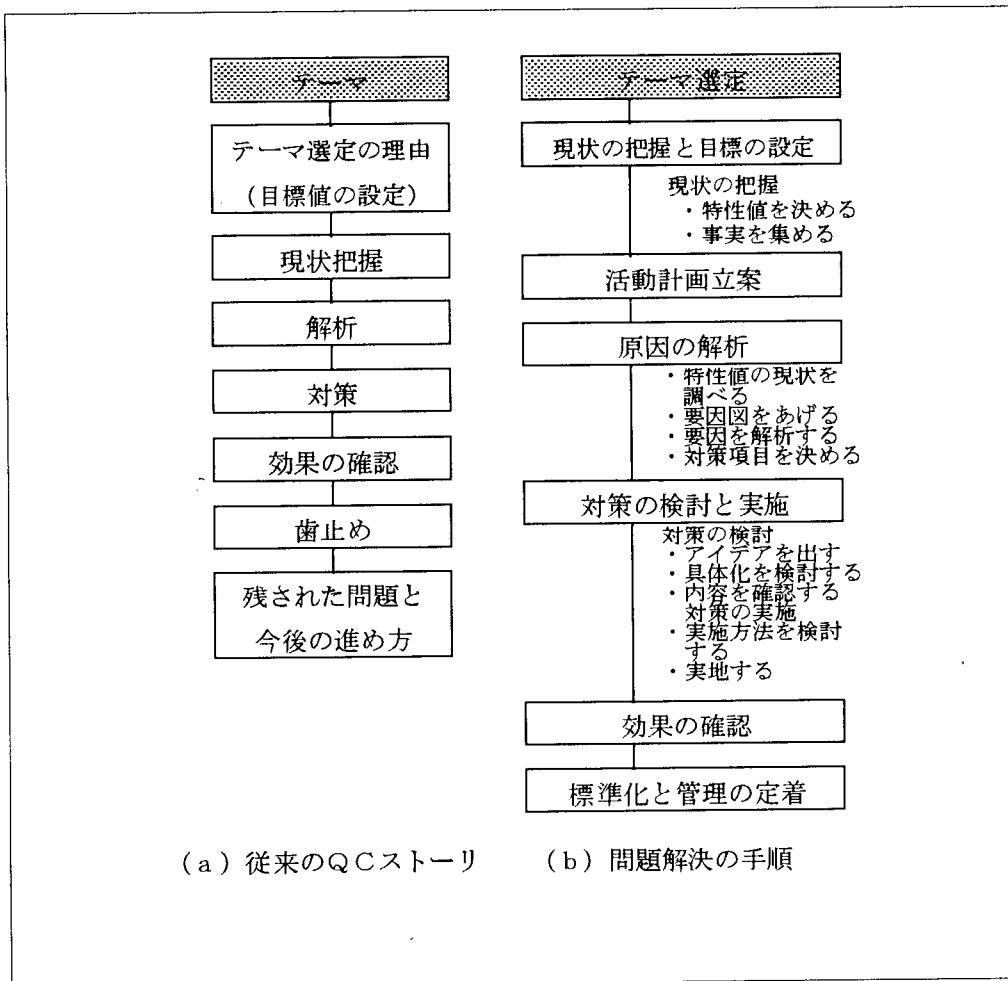 テーマ
テーマ選定の理由
(目標値の設定)
現状把握
解析
対策
効果の確認
歯止め
残された問題と
今後の進め方
(a) 従来のQCストーリ
テーマ選定
現状の把握と目標の設定
現状の把握
・特性値を決める
・事実を集める
活動計画立案
原因の解析
・特性値の現状を
調べる
・要因図をあげる
・要因を解析する
・対策項目を決める
対策の検討と実施
対策の検討
・アイデアを出す
・具体化を検討する
・内容を確認する
対策の実施
・実施方法を検討
する
・実地する
効果の確認
標準化と管理の定着
(b) 問題解決の手順